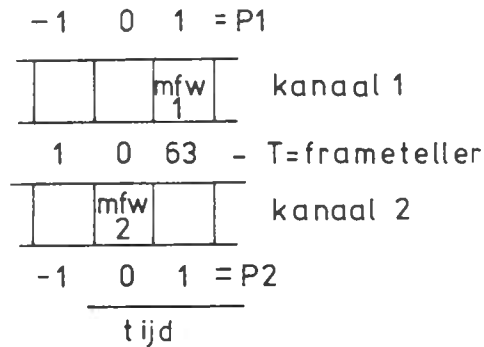 -1 0 1 = P1
mfw 1 kanaal 1
1 0 63 - T=frameteller
mfw 2 kanaal 2
-1 0 1 = P2
tijd